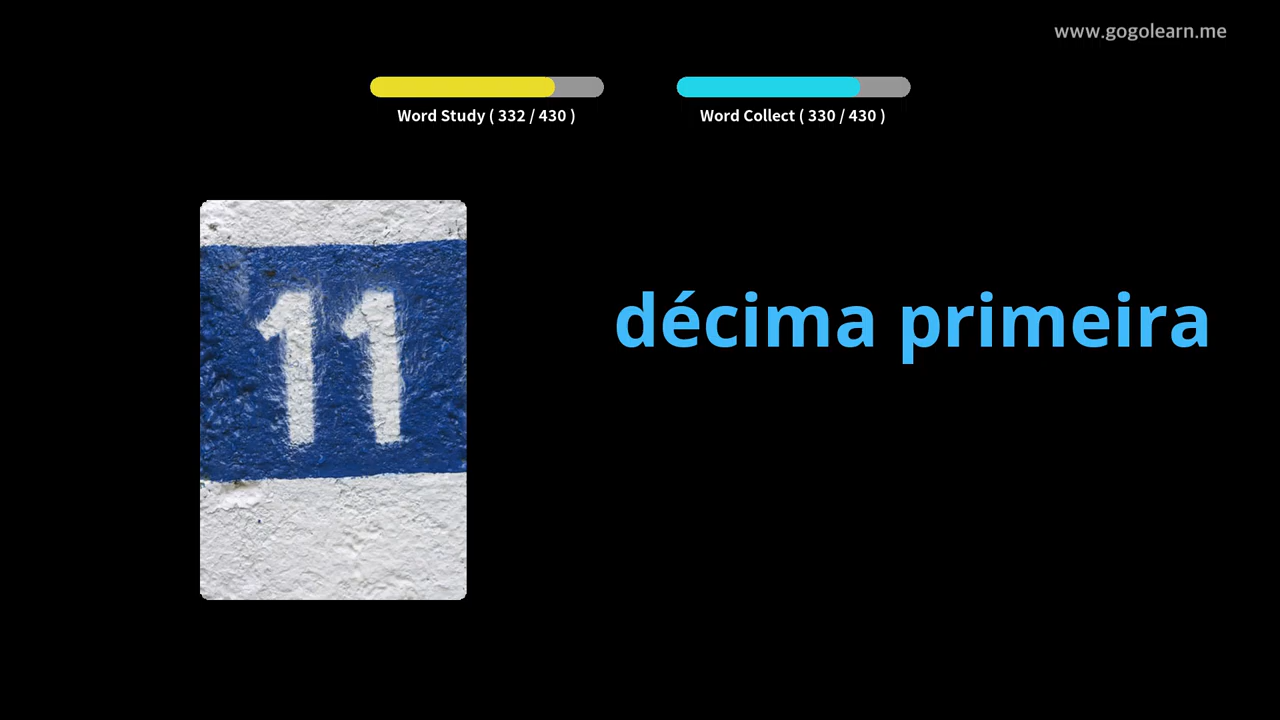 www.gogolearn.me
Word Study ( 332 / 430 )
Word Collect ( 330 / 430 )
11
décima primeira